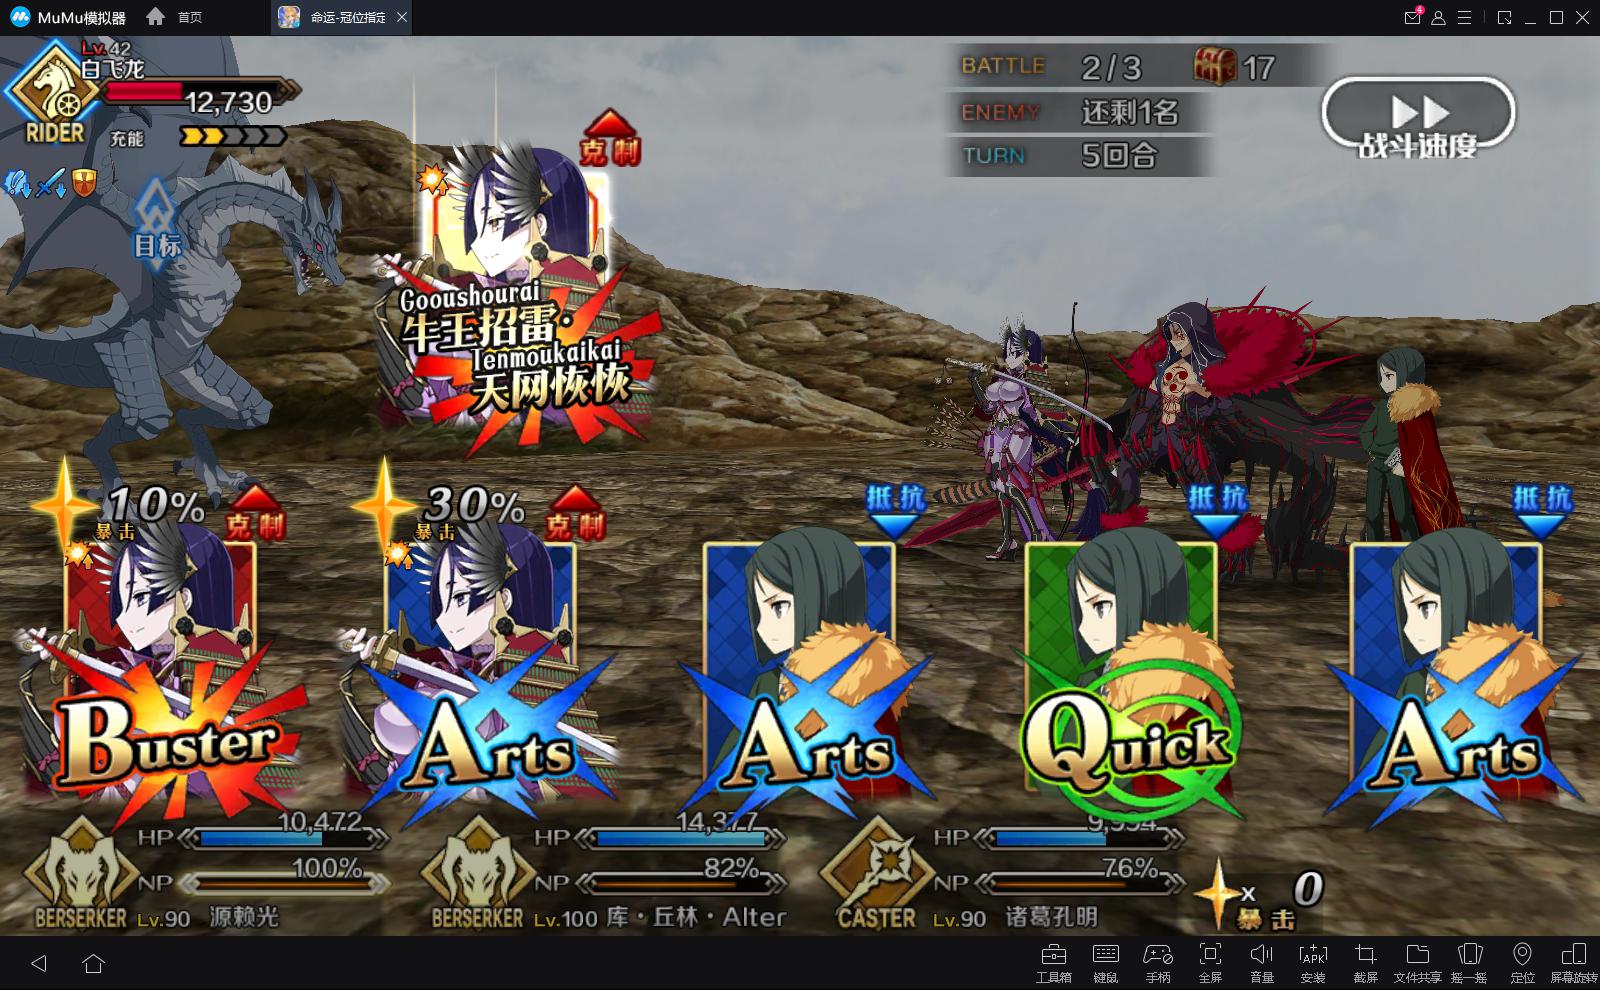 MuMu模拟器
首页
命运-冠位指定
4
Lv.42
白飞龙
12,730
RIDER
充能
目标
BATTLE 2/3 17
ENEMY 还剩1名
TURN 5回合
战斗速度
克制
Gooushourai
牛王招雷·
Tenmoukaikai
天网恢恢
10%
暴击
克制
30%
暴击
克制
抵抗
抵抗
抵抗
Buster
Arts
Arts
Quick
Arts
HP 10,472
NP 100%
BERSERKER Lv.90 源赖光
HP 14,377
NP 82%
BERSERKER Lv.100 库·丘林·Alter
HP 9,994
NP 76%
CASTER Lv.90 诸葛孔明
x 0
暴击
工具箱
键鼠
手柄
全屏
音量
APK
安装
截屏
文件共享
摇一摇
定位
屏幕旋转